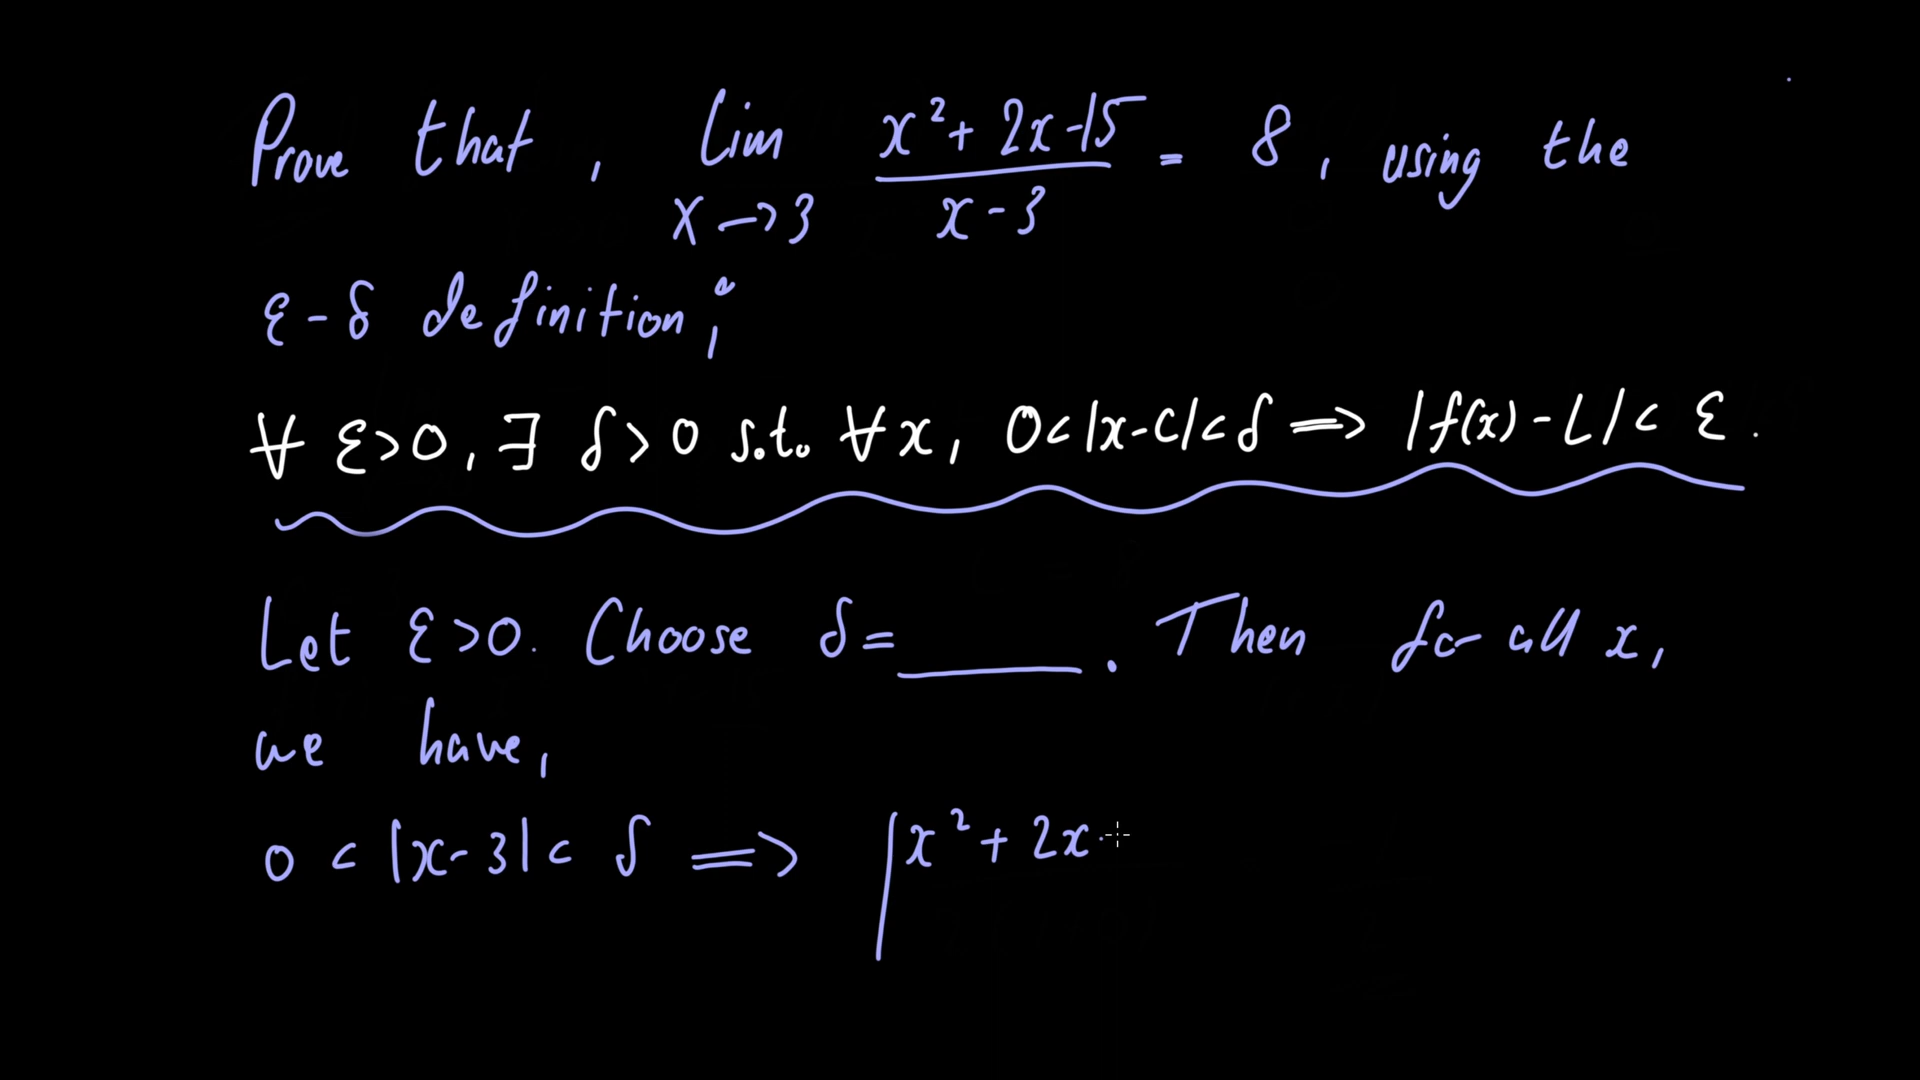 Prove that, lim x→3 (x² + 2x - 15)/(x - 3) = 8, using the
ε-δ definition;
∀ ε>0, ∃ δ>0 s.t. ∀x, 0<|x-c|<δ ⟹ |f(x)-L|< ε.
Let ε>0. Choose δ=______. Then for all x,
we have,
0 < |x-3| < δ ⟹ |x² + 2x